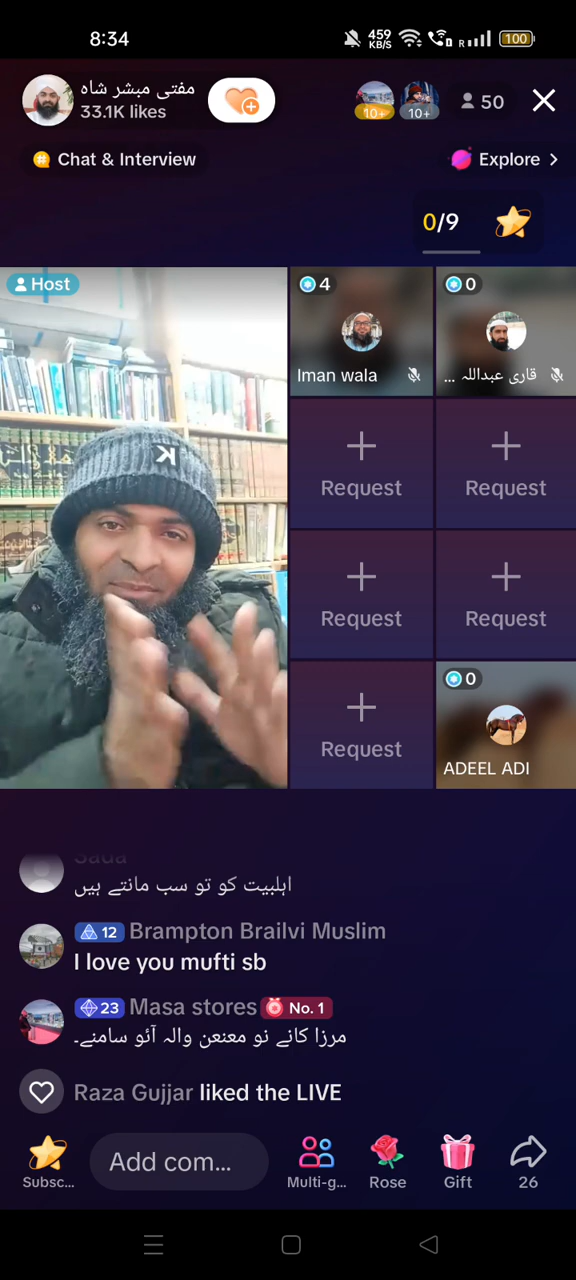 8:34
459
KB/S
R
100
مفتی مبشر شاہ
33.1K likes
10+
10+
50
Chat & Interview
Explore
0/9
Host
4
0
Iman wala
قاری عبداللہ ...
K
Request
Request
Request
Request
Request
0
ADEEL ADI
Sada
اہلبیت کو تو سب مانتے ہیں
12 Brampton Brailvi Muslim
I love you mufti sb
23 Masa stores No. 1
مرزا کانے نو معنعن والہ آئو سامنے۔
Raza Gujjar liked the LIVE
Add com...
Subsc...
Multi-g...
Rose
Gift
26